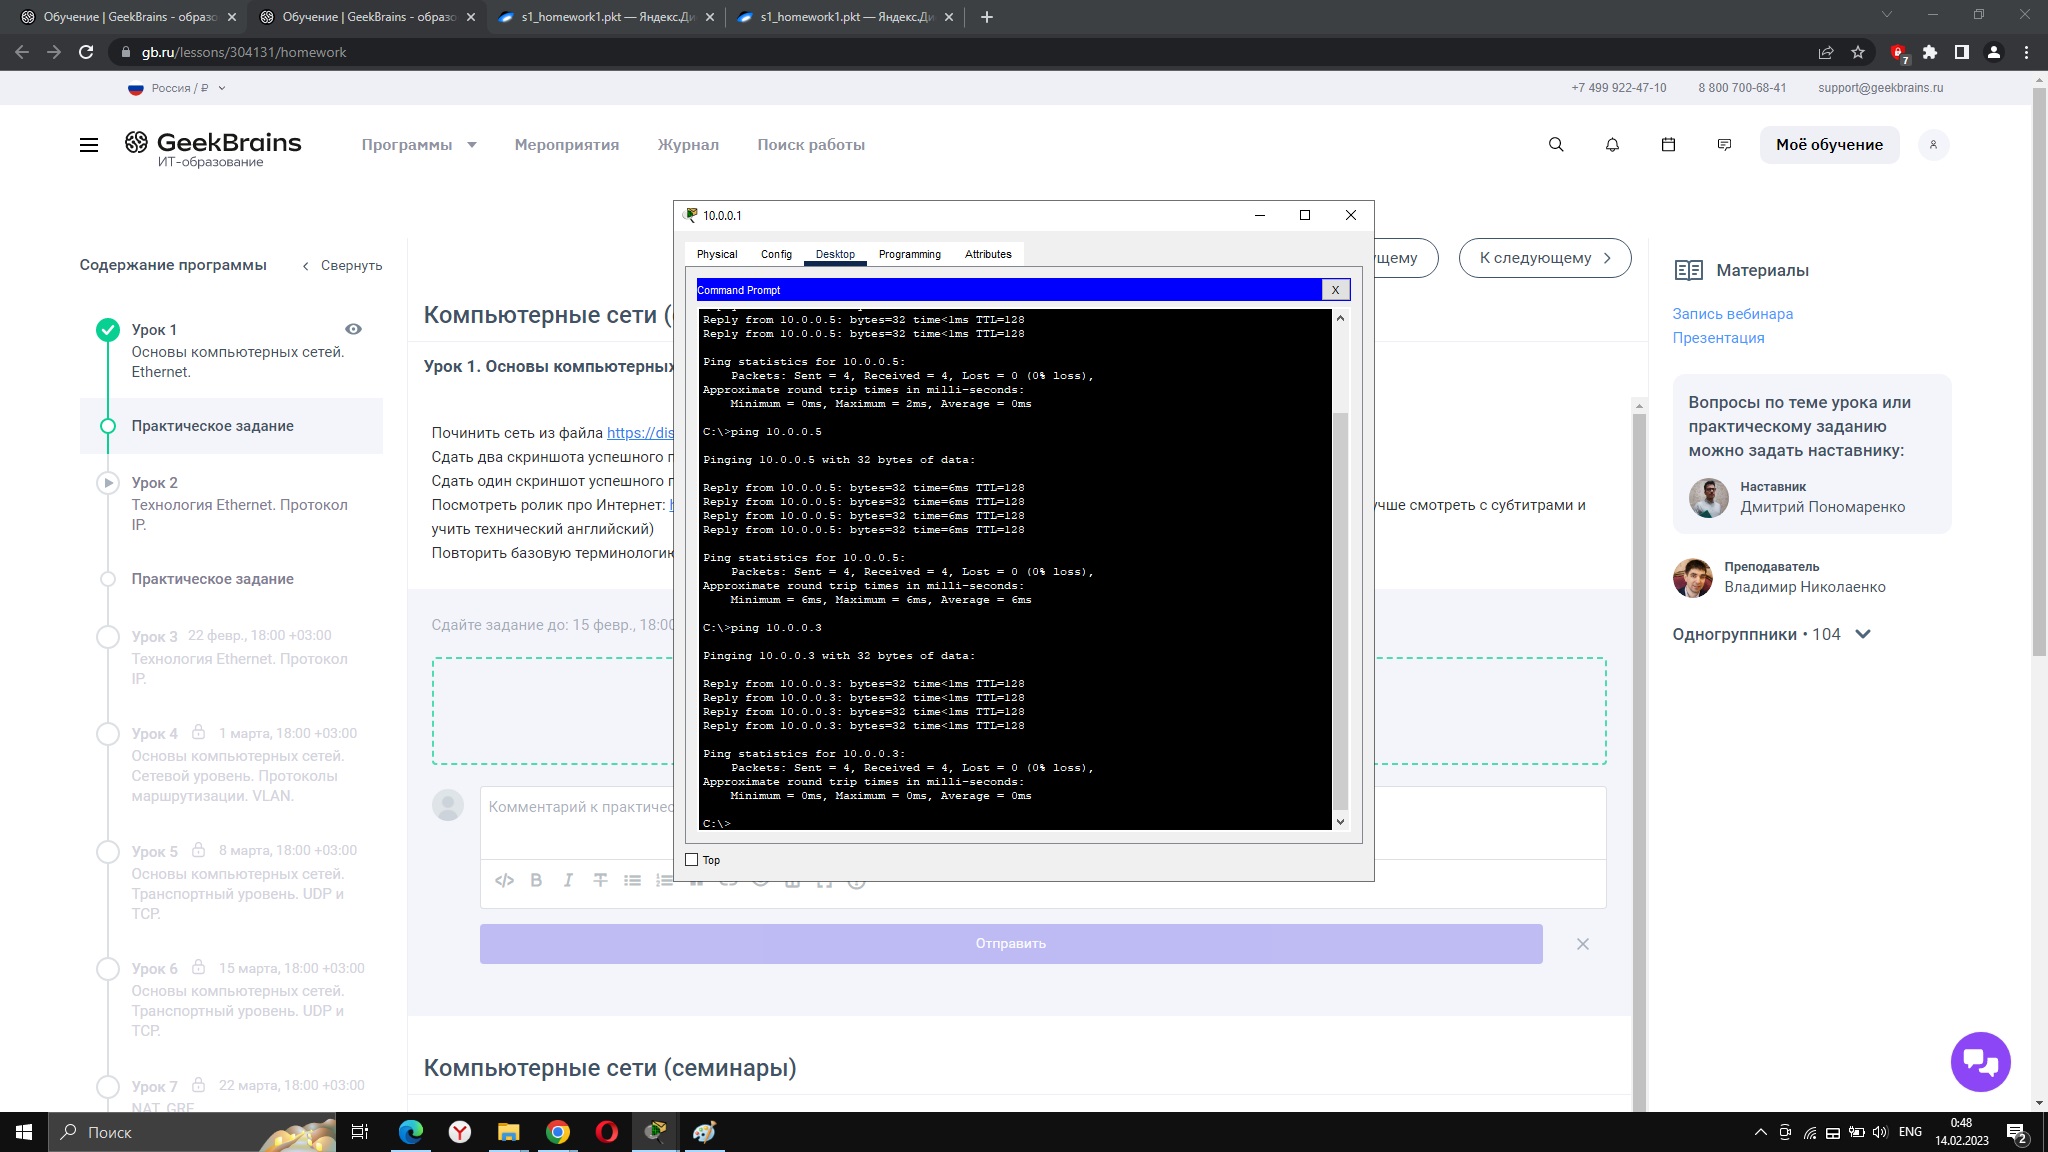 Обучение | GeekBrains - образо
Обучение | GeekBrains - образо
s1_homework1.pkt — Яндекс.Ди
s1_homework1.pkt — Яндекс.Ди
gb.ru/lessons/304131/homework
7
Россия / ₽
+7 499 922-47-10
8 800 700-68-41
support@geekbrains.ru
GeekBrains
ИТ-образование
Программы
Мероприятия
Журнал
Поиск работы
Моё обучение
Содержание программы
Свернуть
Урок 1
Основы компьютерных сетей.
Ethernet.
Практическое задание
Урок 2
Технология Ethernet. Протокол
IP.
Практическое задание
Урок 3 22 февр., 18:00 +03:00
Технология Ethernet. Протокол
IP.
Урок 4 1 марта, 18:00 +03:00
Основы компьютерных сетей.
Сетевой уровень. Протоколы
маршрутизации. VLAN.
Урок 5 8 марта, 18:00 +03:00
Основы компьютерных сетей.
Транспортный уровень. UDP и
TCP.
Урок 6 15 марта, 18:00 +03:00
Основы компьютерных сетей.
Транспортный уровень. UDP и
TCP.
Урок 7 22 марта, 18:00 +03:00
NAT. GRE
Компьютерные сети (
Урок 1. Основы компьютерных
Починить сеть из файла https://dis
Сдать два скриншота успешного п
Сдать один скриншот успешного п
Посмотреть ролик про Интернет: h
учше смотреть с субтитрами и
учить технический английский)
Повторить базовую терминологию
Сдайте задание до: 15 февр., 18:00
Комментарий к практичес
Отправить
Компьютерные сети (семинары)
ущему
К следующему
10.0.0.1
Physical
Config
Desktop
Programming
Attributes
Command Prompt
X
Reply from 10.0.0.5: bytes=32 time<1ms TTL=128
Reply from 10.0.0.5: bytes=32 time<1ms TTL=128
Ping statistics for 10.0.0.5:
Packets: Sent = 4, Received = 4, Lost = 0 (0% loss),
Approximate round trip times in milli-seconds:
Minimum = 0ms, Maximum = 2ms, Average = 0ms
C:\>ping 10.0.0.5
Pinging 10.0.0.5 with 32 bytes of data:
Reply from 10.0.0.5: bytes=32 time=6ms TTL=128
Reply from 10.0.0.5: bytes=32 time=6ms TTL=128
Reply from 10.0.0.5: bytes=32 time=6ms TTL=128
Reply from 10.0.0.5: bytes=32 time=6ms TTL=128
Ping statistics for 10.0.0.5:
Packets: Sent = 4, Received = 4, Lost = 0 (0% loss),
Approximate round trip times in milli-seconds:
Minimum = 6ms, Maximum = 6ms, Average = 6ms
C:\>ping 10.0.0.3
Pinging 10.0.0.3 with 32 bytes of data:
Reply from 10.0.0.3: bytes=32 time<1ms TTL=128
Reply from 10.0.0.3: bytes=32 time<1ms TTL=128
Reply from 10.0.0.3: bytes=32 time<1ms TTL=128
Reply from 10.0.0.3: bytes=32 time<1ms TTL=128
Ping statistics for 10.0.0.3:
Packets: Sent = 4, Received = 4, Lost = 0 (0% loss),
Approximate round trip times in milli-seconds:
Minimum = 0ms, Maximum = 0ms, Average = 0ms
C:\>
Top
Материалы
Запись вебинара
Презентация
Вопросы по теме урока или
практическому заданию
можно задать наставнику:
Наставник
Дмитрий Пономаренко
Преподаватель
Владимир Николаенко
Одногруппники • 104
Поиск
ENG
0:48
14.02.2023
2